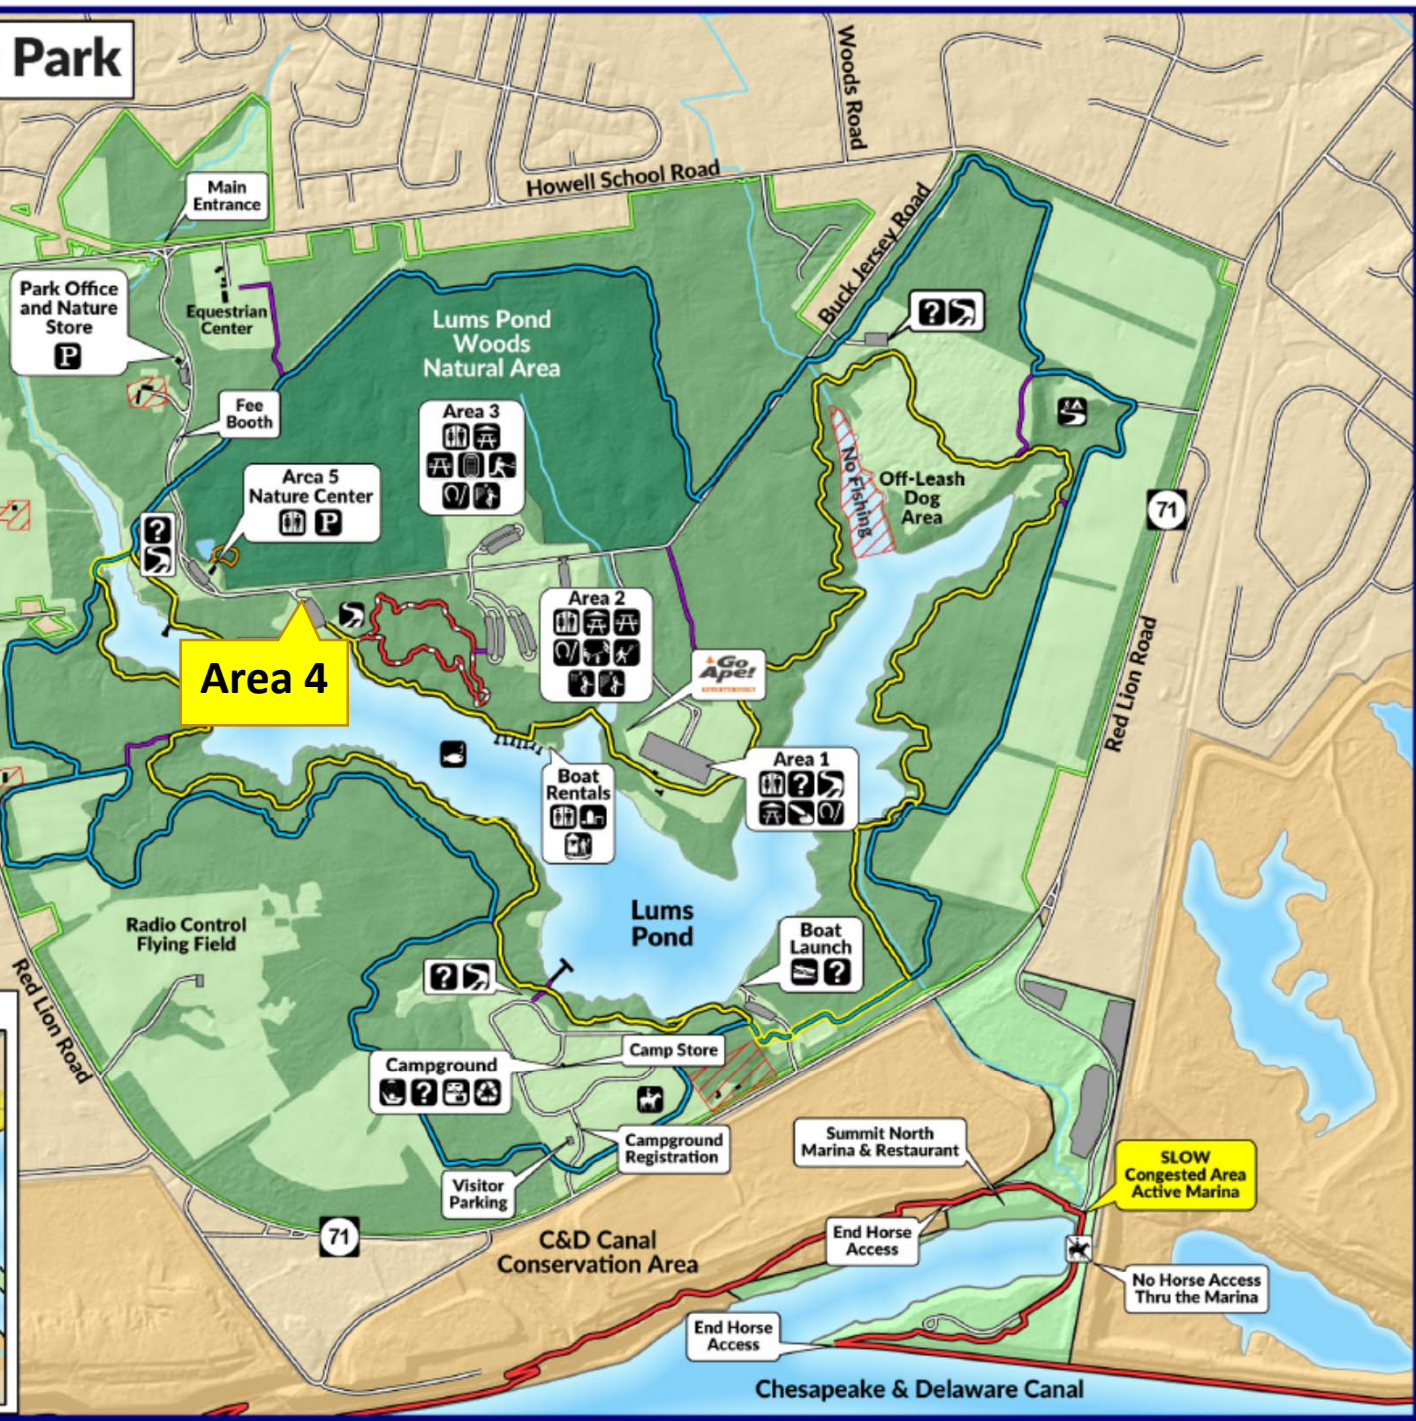 Park
Woods Road
Howell School Road
Main
Entrance
Buck Jersey Road
Park Office
and Nature
Store
P
Equestrian
Center
Lums Pond
Woods
Natural Area
?
Fee
Booth
Area 3
Area 5
Nature Center
P
No Fishing
Off-Leash
Dog
Area
71
?
Area 2
Area 4
Go
Ape!
Red Lion Road
Area 1
?
Boat
Rentals
Lums
Pond
Radio Control
Flying Field
Boat
Launch
?
?
Red Lion Road
Camp Store
Campground
?
Campground
Registration
Visitor
Parking
Summit North
Marina & Restaurant
SLOW
Congested Area
Active Marina
71
C&D Canal
Conservation Area
End Horse
Access
No Horse Access
Thru the Marina
End Horse
Access
Chesapeake & Delaware Canal